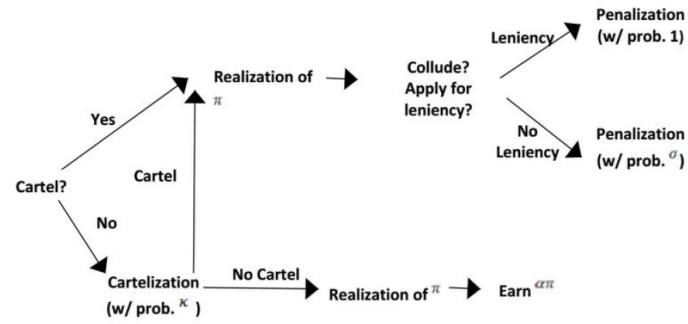 Penalization
(w/ prob. 1)
Leniency
Realization of
π
Collude?
Apply for
leniency?
Yes
No
Leniency
Penalization
(w/ prob. σ)
Cartel?
Cartel
No
Cartelization
(w/ prob. κ )
No Cartel
Realization of π
Earn απ